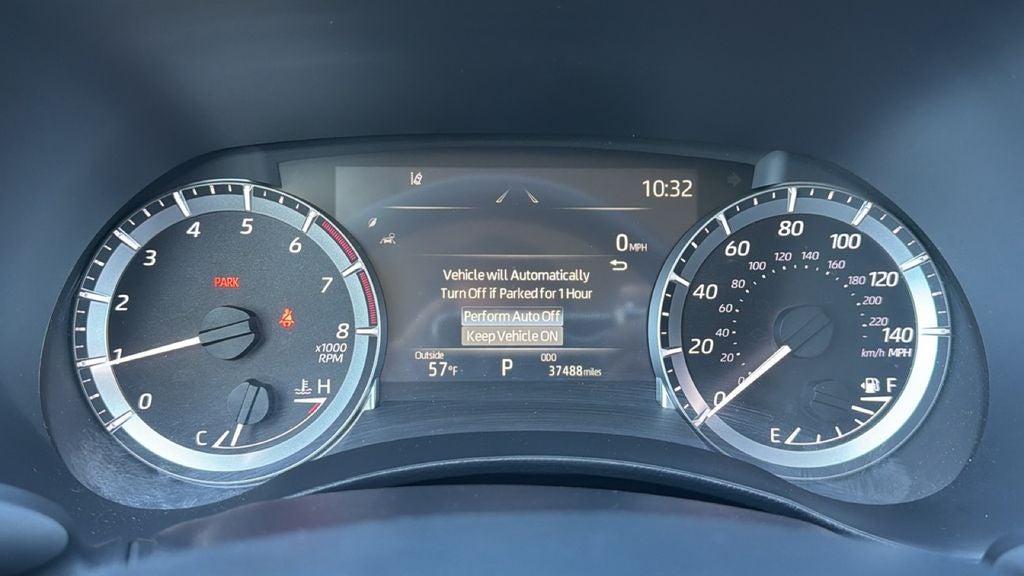 10:32
0 MPH
Vehicle will Automatically
Turn Off if Parked for 1 Hour
Perform Auto Off
Keep Vehicle ON
Outside
57°F
P
ODO
37488 miles
PARK
0
1
2
3
4
5
6
7
8
x1000
RPM
C
H
0
20
40
60
80
100
120
140
km/h MPH
0
20
40
60
80
100
120
140
160
180
200
220
E
F